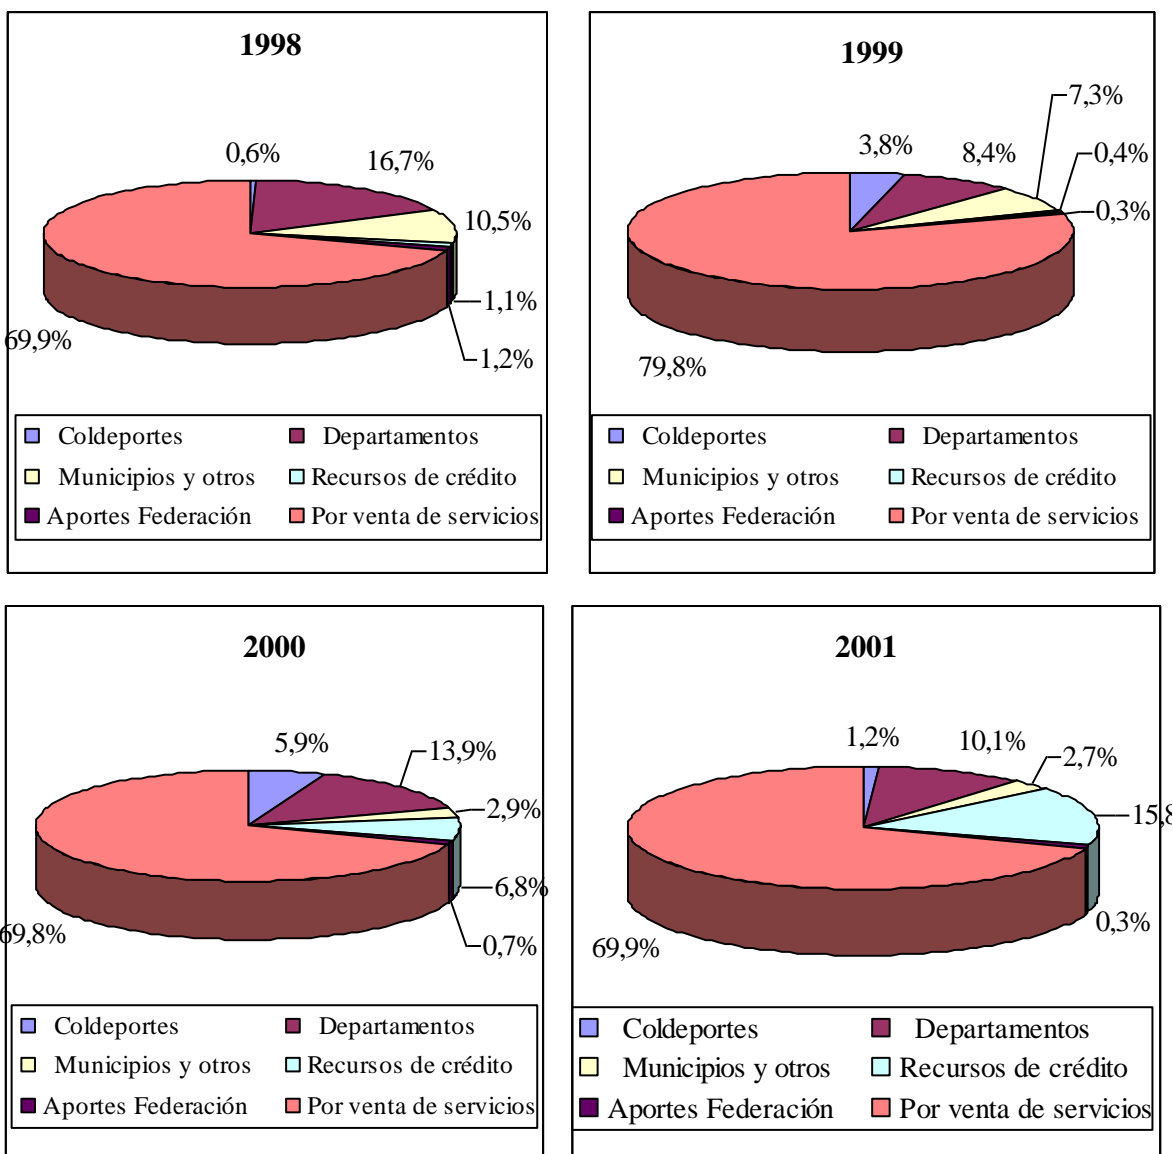 1998
0,6%
16,7%
10,5%
1,1%
1,2%
69,9%
Coldeportes
Departamentos
Municipios y otros
Recursos de crédito
Aportes Federación
Por venta de servicios
1999
3,8%
8,4%
7,3%
0,4%
0,3%
79,8%
Coldeportes
Departamentos
Municipios y otros
Recursos de crédito
Aportes Federación
Por venta de servicios
2000
5,9%
13,9%
2,9%
6,8%
0,7%
69,8%
Coldeportes
Departamentos
Municipios y otros
Recursos de crédito
Aportes Federación
Por venta de servicios
2001
1,2%
10,1%
2,7%
15,8
0,3%
69,9%
Coldeportes
Departamentos
Municipios y otros
Recursos de crédito
Aportes Federación
Por venta de servicios